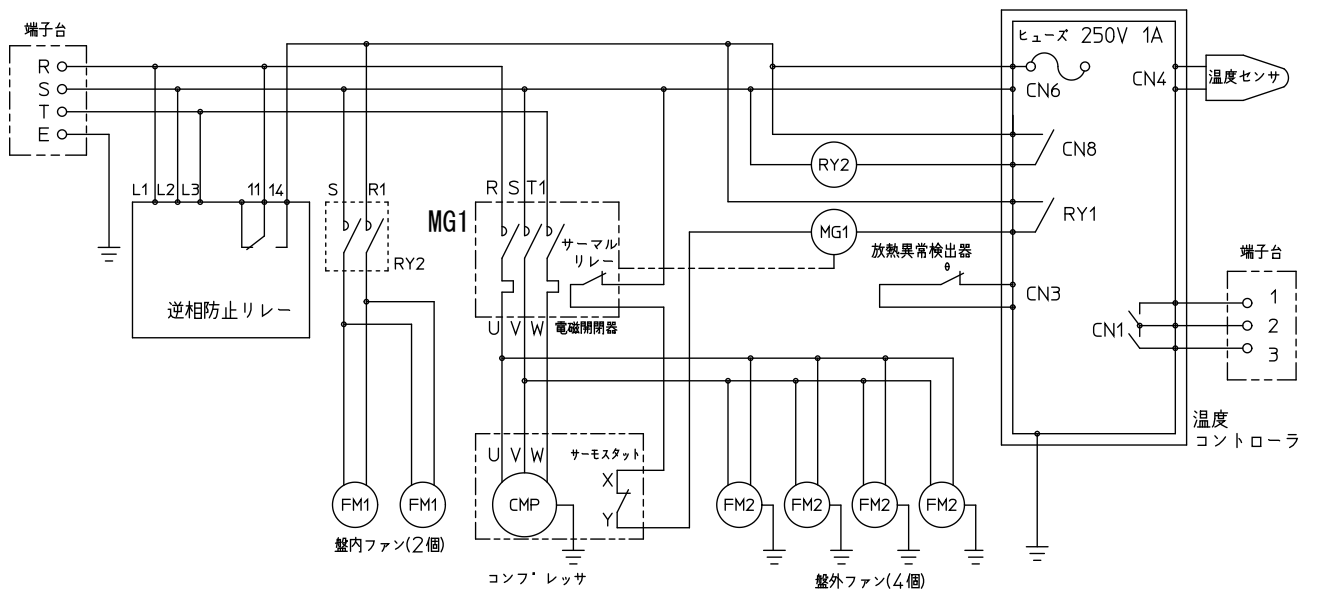 端子台
R
S
T
E
L1 L2 L3 11 14
逆相防止リレー
S R1
RY2
MG1
R S T1
サーマル
リレー
U V W
電磁開閉器
U V W
サーモスタット
X
Y
CMP
コンプレッサ
FM1 FM1
盤内ファン(2個)
FM2 FM2 FM2 FM2
盤外ファン(4個)
RY2
MG1
放熱異常検出器
θ
ヒューズ 250V 1A
CN6
CN4
温度センサ
CN8
RY1
CN3
CN1
端子台
1
2
3
温度
コントローラ